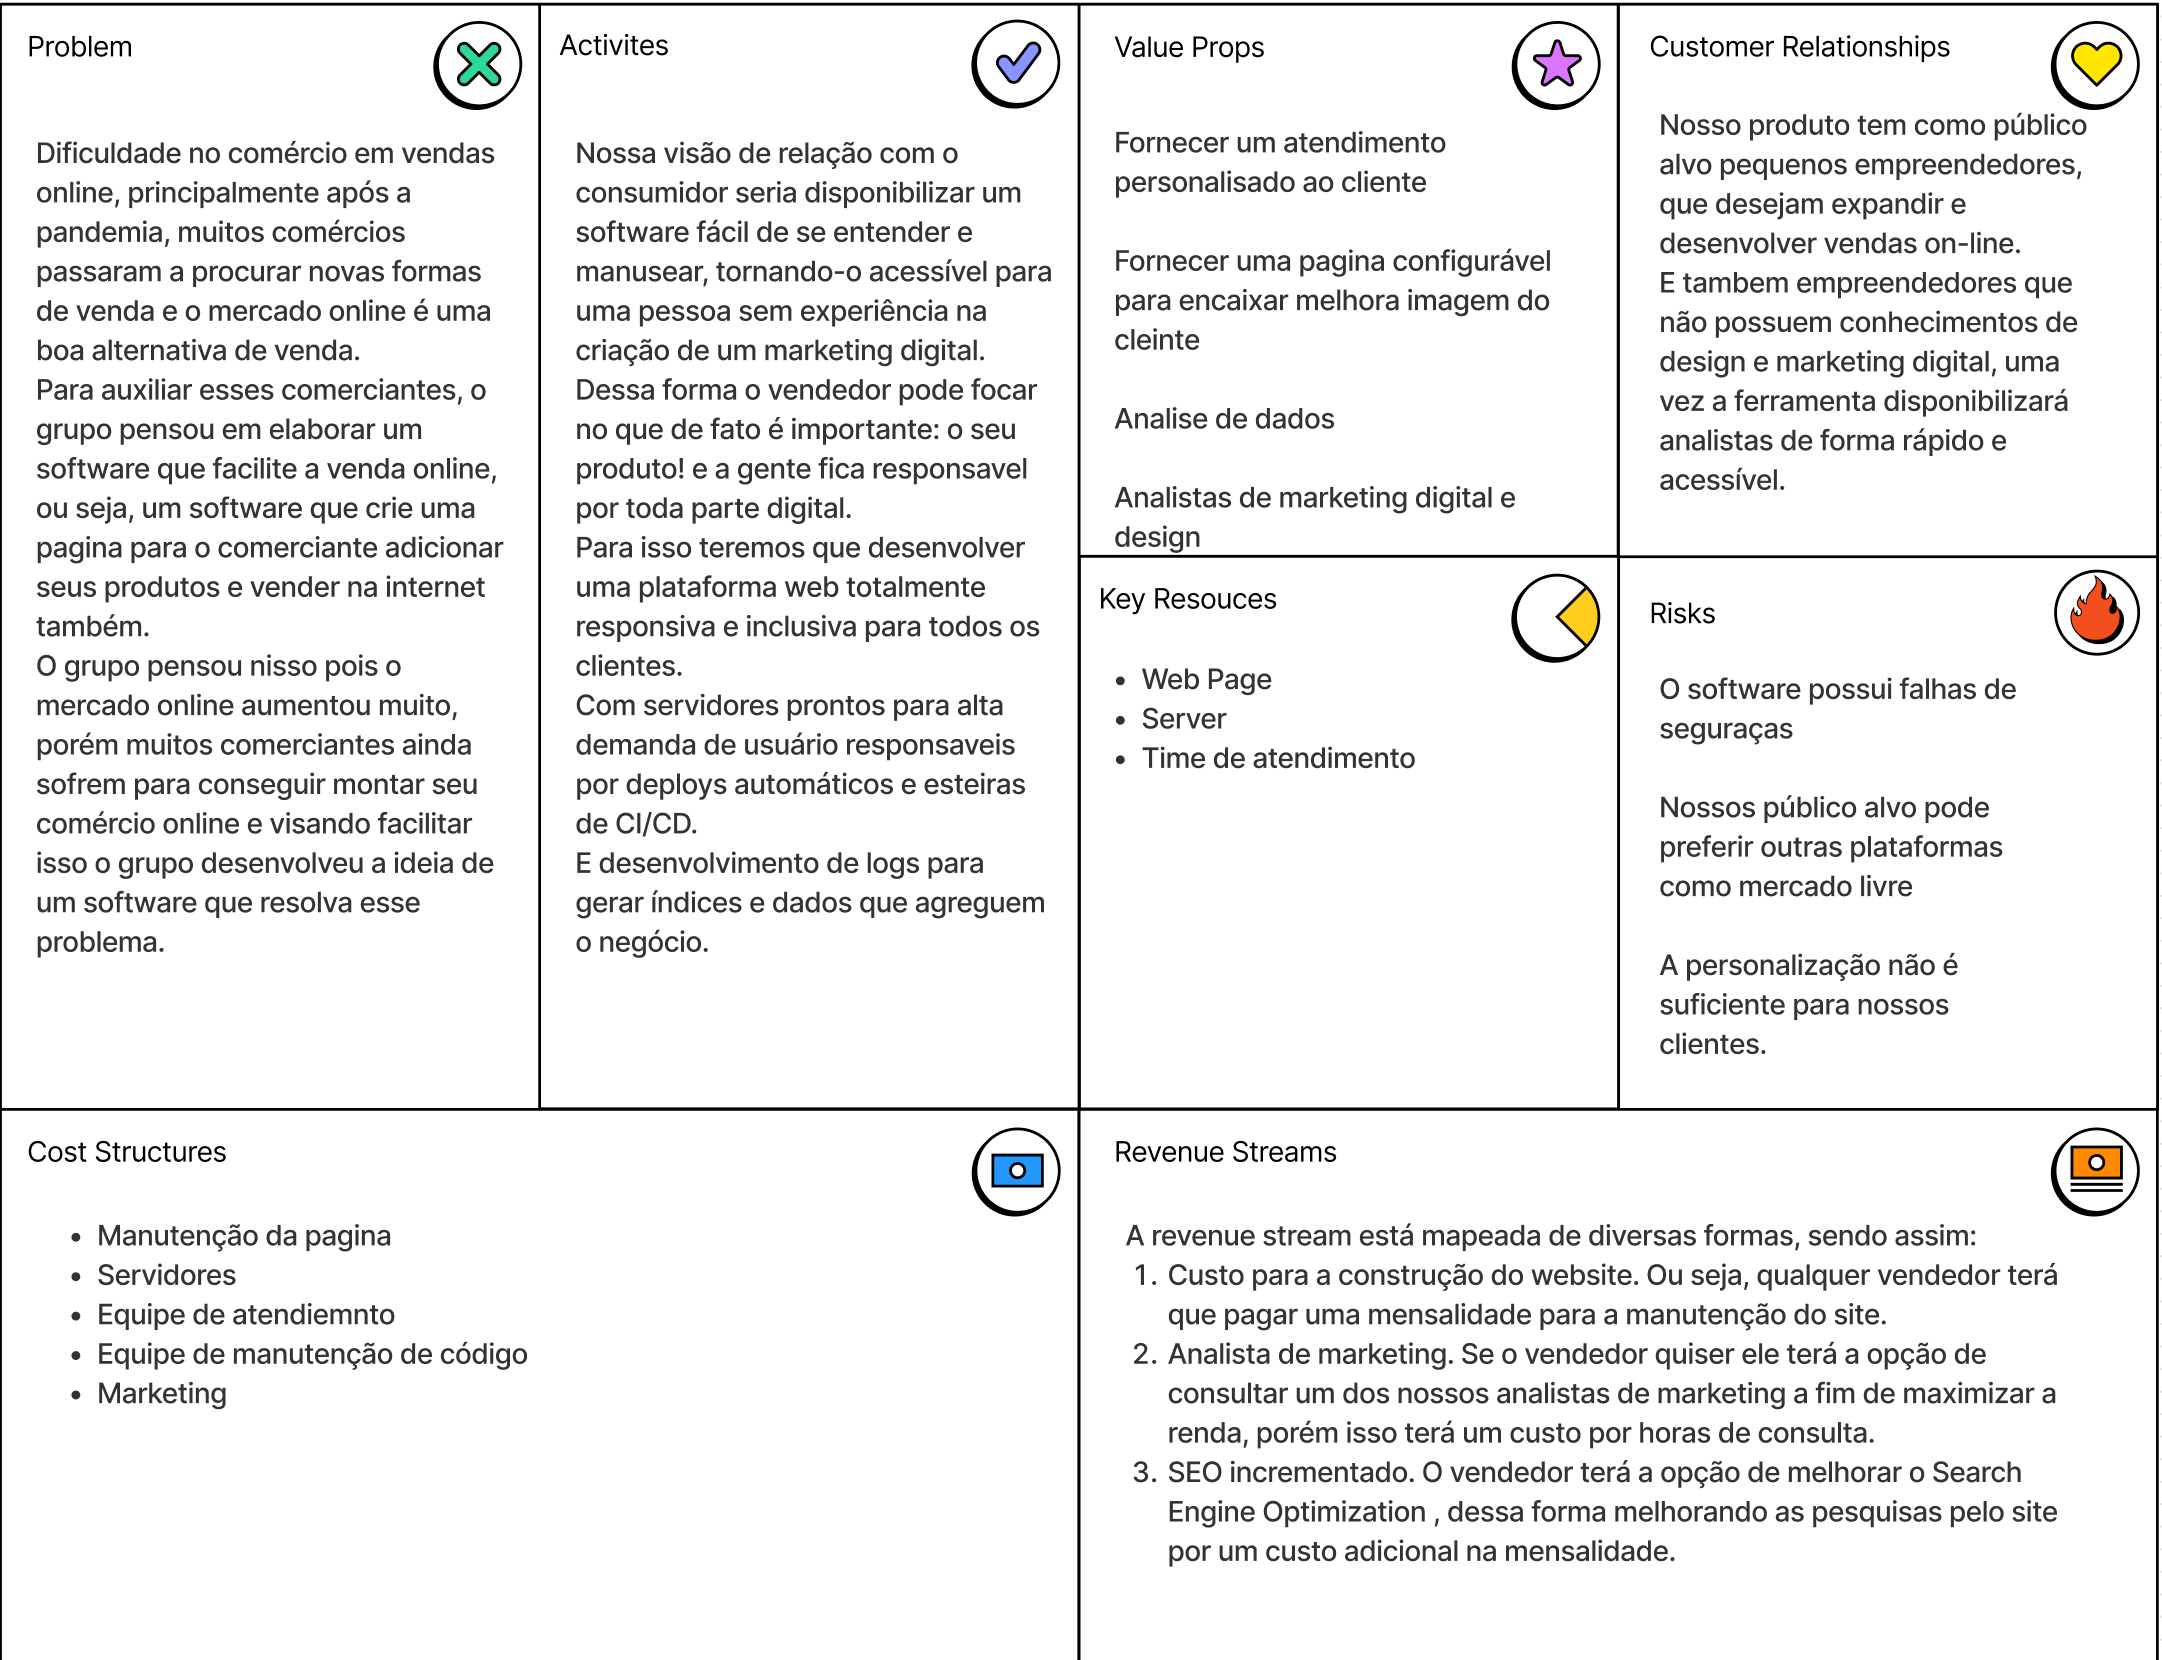 Problem
Dificuldade no comércio em vendas
online, principalmente após a
pandemia, muitos comércios
passaram a procurar novas formas
de venda e o mercado online é uma
boa alternativa de venda.
Para auxiliar esses comerciantes, o
grupo pensou em elaborar um
software que facilite a venda online,
ou seja, um software que crie uma
pagina para o comerciante adicionar
seus produtos e vender na internet
também.
O grupo pensou nisso pois o
mercado online aumentou muito,
porém muitos comerciantes ainda
sofrem para conseguir montar seu
comércio online e visando facilitar
isso o grupo desenvolveu a ideia de
um software que resolva esse
problema.
Activites
Nossa visão de relação com o
consumidor seria disponibilizar um
software fácil de se entender e
manusear, tornando-o acessível para
uma pessoa sem experiência na
criação de um marketing digital.
Dessa forma o vendedor pode focar
no que de fato é importante: o seu
produto! e a gente fica responsavel
por toda parte digital.
Para isso teremos que desenvolver
uma plataforma web totalmente
responsiva e inclusiva para todos os
clientes.
Com servidores prontos para alta
demanda de usuário responsaveis
por deploys automáticos e esteiras
de CI/CD.
E desenvolvimento de logs para
gerar índices e dados que agreguem
o negócio.
Value Props
Fornecer um atendimento
personalisado ao cliente
Fornecer uma pagina configurável
para encaixar melhora imagem do
cleinte
Analise de dados
Analistas de marketing digital e
design
Customer Relationships
Nosso produto tem como público
alvo pequenos empreendedores,
que desejam expandir e
desenvolver vendas on-line.
E tambem empreendedores que
não possuem conhecimentos de
design e marketing digital, uma
vez a ferramenta disponibilizará
analistas de forma rápido e
acessível.
Key Resouces
• Web Page
• Server
• Time de atendimento
Risks
O software possui falhas de
seguraças
Nossos público alvo pode
preferir outras plataformas
como mercado livre
A personalização não é
suficiente para nossos
clientes.
Cost Structures
• Manutenção da pagina
• Servidores
• Equipe de atendiemnto
• Equipe de manutenção de código
• Marketing
Revenue Streams
A revenue stream está mapeada de diversas formas, sendo assim:
1. Custo para a construção do website. Ou seja, qualquer vendedor terá
que pagar uma mensalidade para a manutenção do site.
2. Analista de marketing. Se o vendedor quiser ele terá a opção de
consultar um dos nossos analistas de marketing a fim de maximizar a
renda, porém isso terá um custo por horas de consulta.
3. SEO incrementado. O vendedor terá a opção de melhorar o Search
Engine Optimization , dessa forma melhorando as pesquisas pelo site
por um custo adicional na mensalidade.